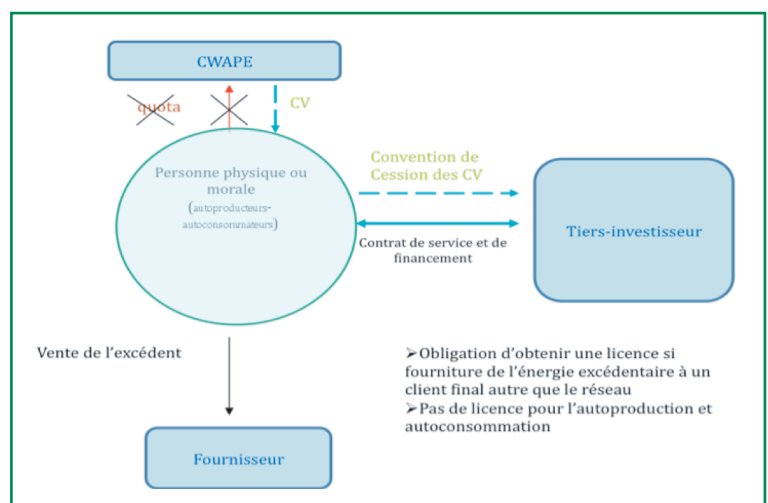 CWAPE
quota
CV
Personne physique ou
morale
(autoproducteurs-
autoconsommateurs)
Convention de
Cession des CV
Contrat de service et de
financement
Tiers-investisseur
Vente de l'excédent
➢Obligation d'obtenir une licence si
fourniture de l'énergie excédentaire à un
client final autre que le réseau
➢Pas de licence pour l'autoproduction et
autoconsommation
Fournisseur